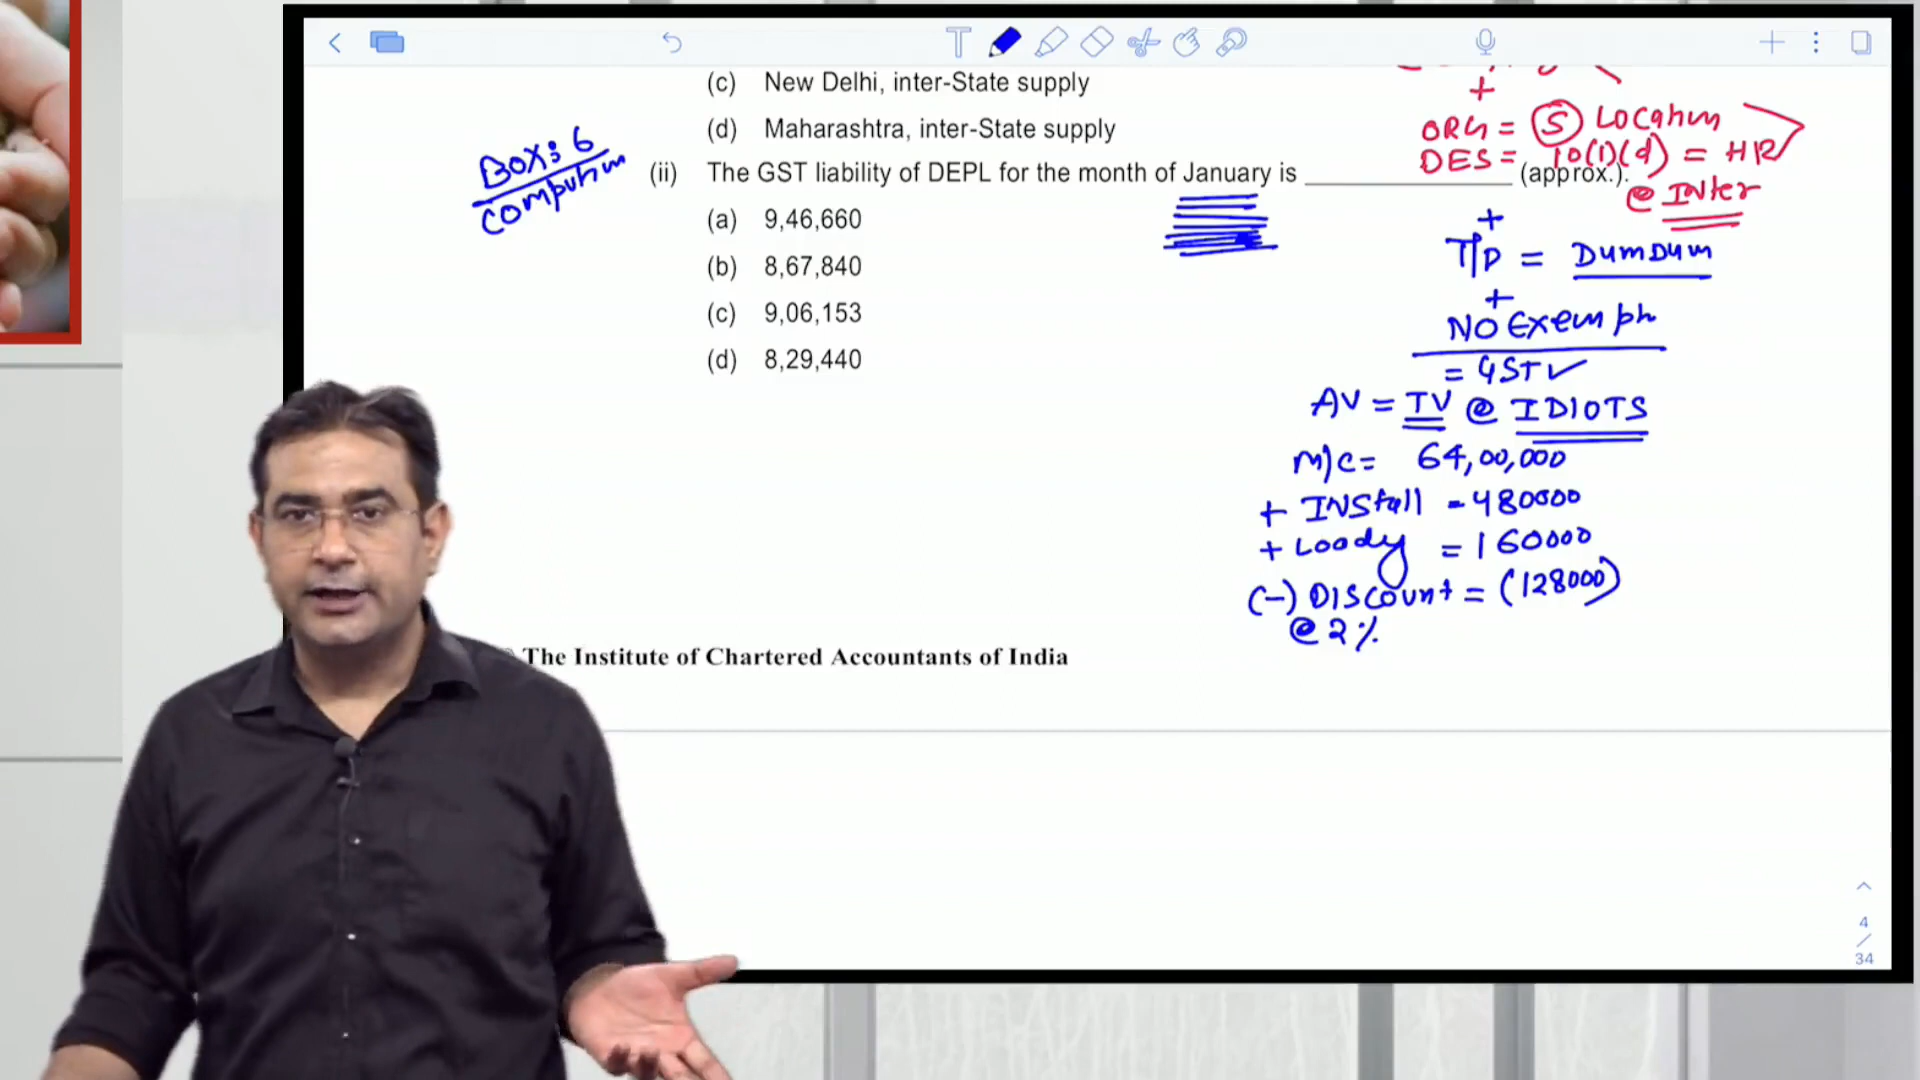 (c) New Delhi, inter-State supply
(d) Maharashtra, inter-State supply
BOX: 6
(ii) The GST liability of DEPL for the month of January is ____________ (approx.).
(a) 9,46,660
(b) 8,67,840
(c) 9,06,153
(d) 8,29,440
The Institute of Chartered Accountants of India
+
ORG = (S) Location
DES = 10(1)(d) = HR
@ Inter
+
T/P = DumDum
+
NO
= GST ✓
AV = TV @ IDIOTS
M/C = 64,00,000
+ INStall = 480000
+ = 160000
(-) DIScount = (128000)
@ 2%
4
/
34